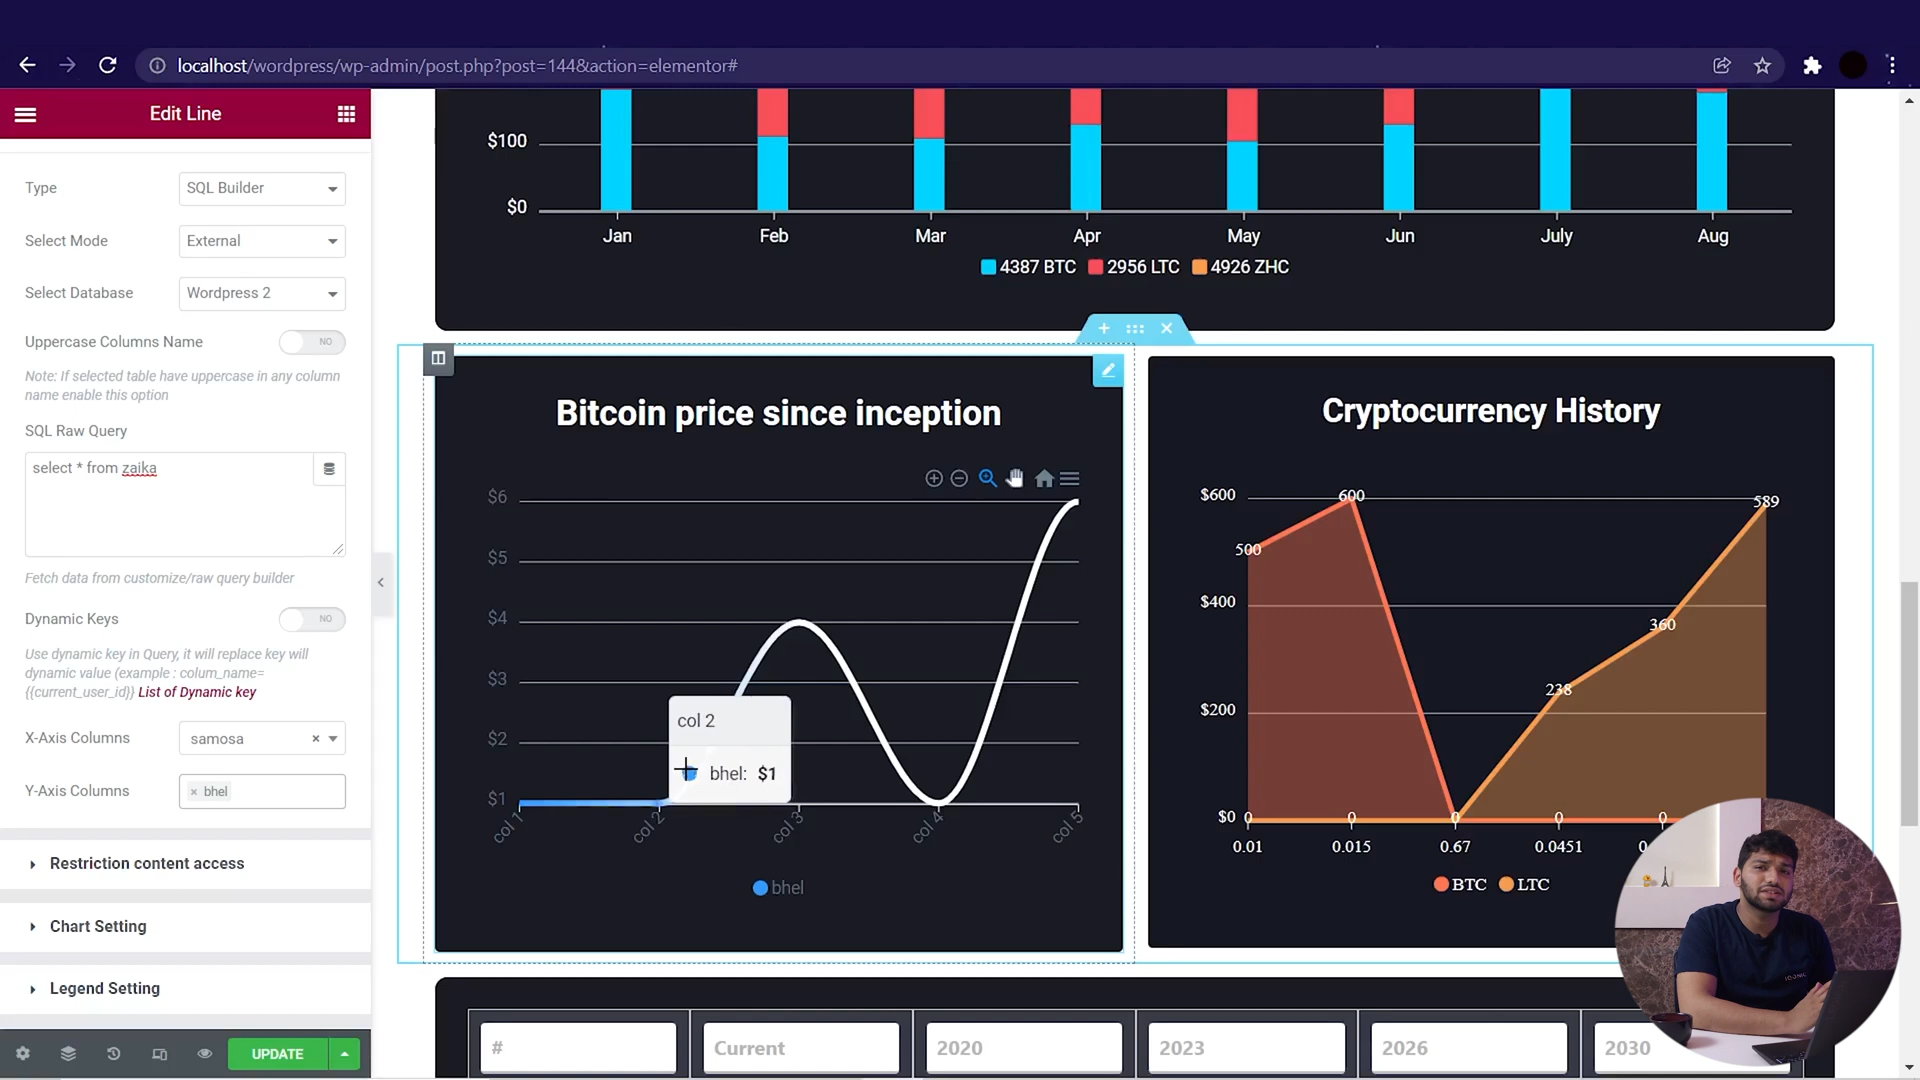 localhost/wordpress/wp-admin/post.php?post=144&action=elementor#
Edit Line
Type
SQL Builder
Select Mode
External
Select Database
Wordpress 2
Uppercase Columns Name
NO
Note: If selected table have uppercase in any column
name enable this option
SQL Raw Query
select * from zaika
Fetch data from customize/raw query builder
Dynamic Keys
NO
Use dynamic key in Query, it will replace key will
dynamic value (example : colum_name=
{{current_user_id}} List of Dynamic key
X-Axis Columns
samosa
×
Y-Axis Columns
× bhel
Restriction content access
Chart Setting
Legend Setting
UPDATE
$100
$0
Jan Feb Mar Apr May Jun July Aug
4387 BTC 2956 LTC 4926 ZHC
Bitcoin price since inception
$6
$5
$4
$3
$2
$1
col 2
bhel: $1
col 1 col 2 col 3 col 4 col 5
bhel
Cryptocurrency History
$600
$400
$200
$0
500
600
589
360
238
0 0 0 0 0
0.01 0.015 0.67 0.0451
BTC LTC
# Current 2020 2023 2026 2030